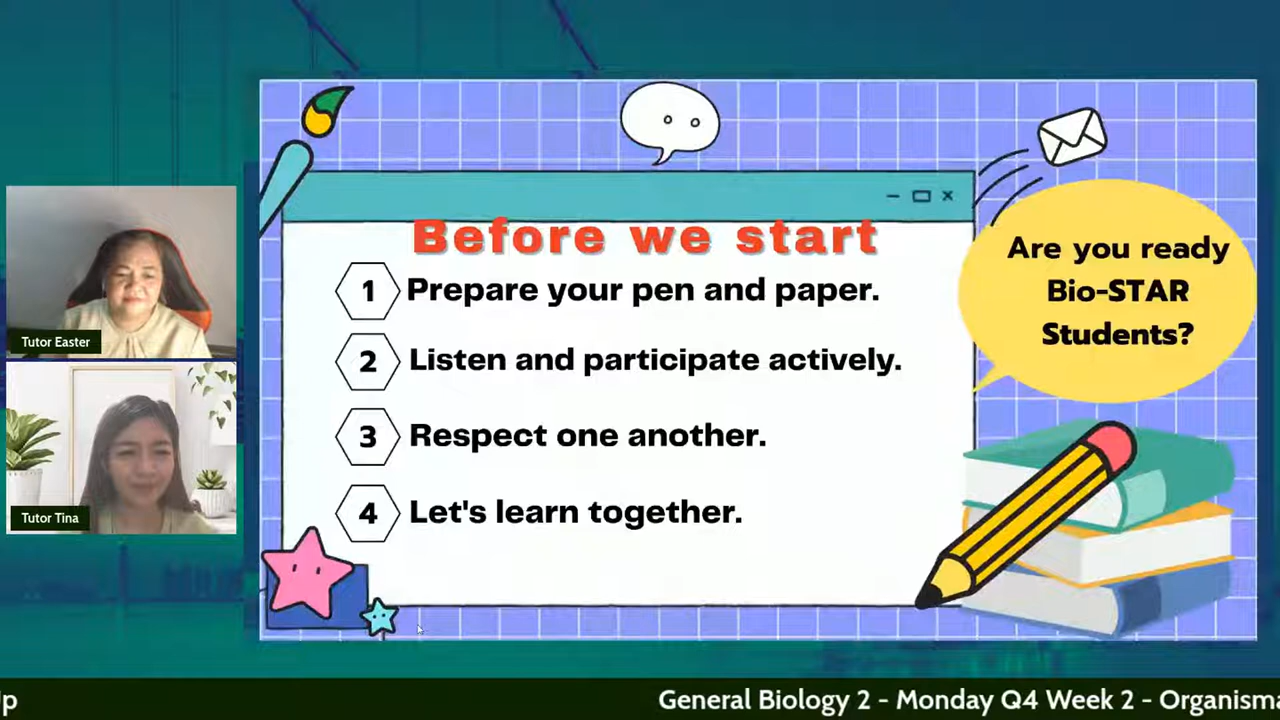 Before we start
1 Prepare your pen and paper.
2 Listen and participate actively.
3 Respect one another.
4 Let's learn together.
Are you ready
Bio-STAR
Students?
Tutor Easter
Tutor Tina
General Biology 2 - Monday Q4 Week 2 -